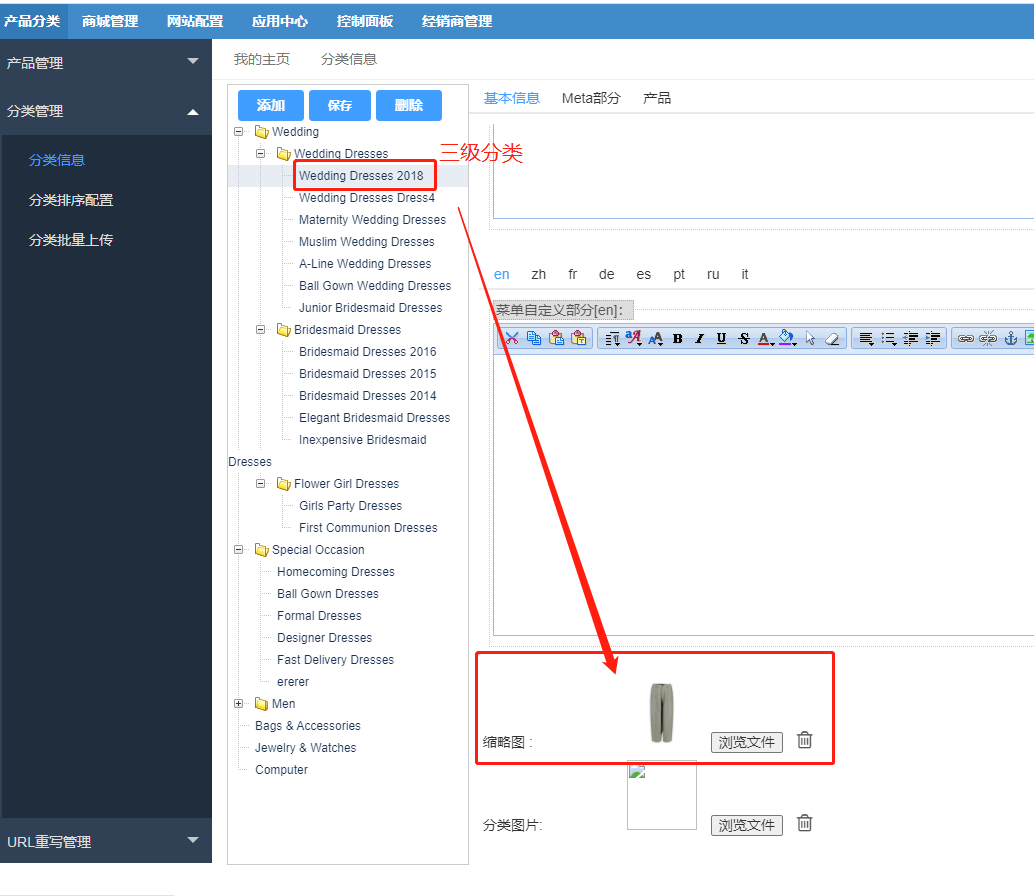 产品分类 商城管理 网站配置 应用中心 控制面板 经销商管理
产品管理
分类管理
分类信息
分类排序配置
分类批量上传
URL重写管理
我的主页 分类信息
添加 保存 删除
Wedding
Wedding Dresses
三级分类
Wedding Dresses 2018
Wedding Dresses Dress4
Maternity Wedding Dresses
Muslim Wedding Dresses
A-Line Wedding Dresses
Ball Gown Wedding Dresses
Junior Bridesmaid Dresses
Bridesmaid Dresses
Bridesmaid Dresses 2016
Bridesmaid Dresses 2015
Bridesmaid Dresses 2014
Elegant Bridesmaid Dresses
Inexpensive Bridesmaid
Dresses
Flower Girl Dresses
Girls Party Dresses
First Communion Dresses
Special Occasion
Homecoming Dresses
Ball Gown Dresses
Formal Dresses
Designer Dresses
Fast Delivery Dresses
ererer
Men
Bags & Accessories
Jewelry & Watches
Computer
基本信息 Meta部分 产品
en zh fr de es pt ru it
菜单自定义部分[en]:
缩略图 : 浏览文件
分类图片: 浏览文件